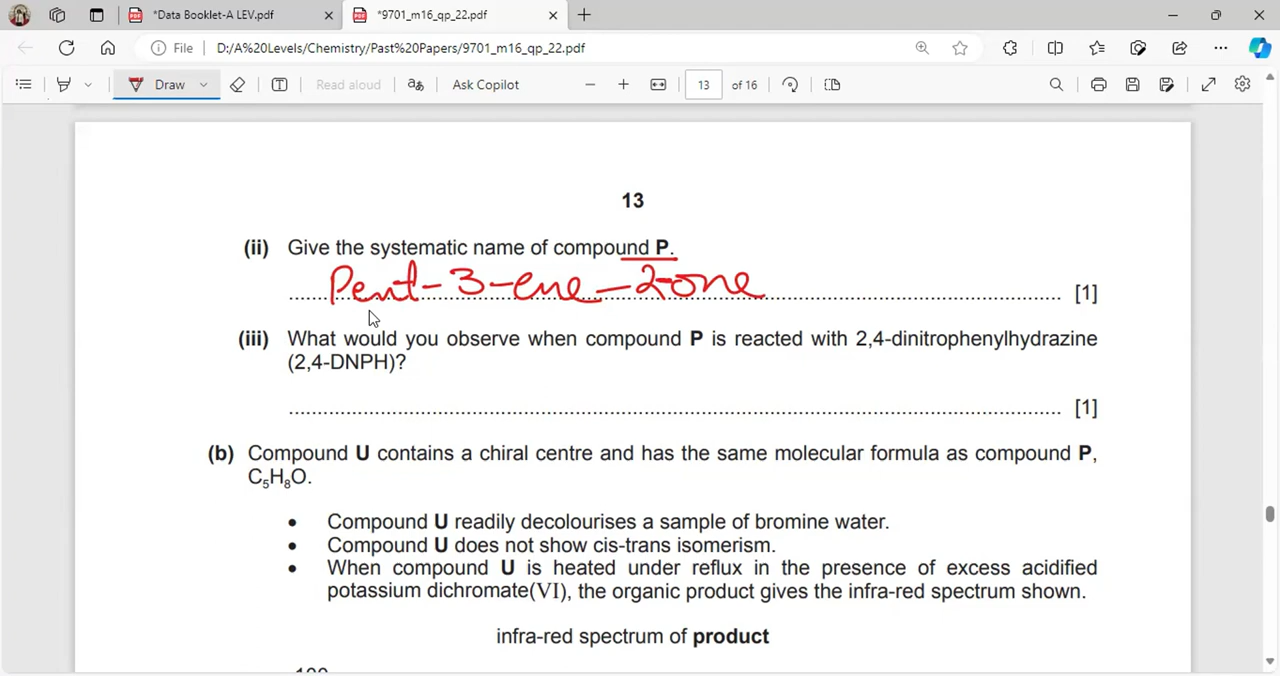 *Data Booklet-A LEV.pdf
*9701_m16_qp_22.pdf
File D:/A%20Levels/Chemistry/Past%20Papers/9701_m16_qp_22.pdf
Draw Read aloud aあ Ask Copilot 13 of 16
13
(ii) Give the systematic name of compound P.
Pent-3-ene-2-one
[1]
(iii) What would you observe when compound P is reacted with 2,4-dinitrophenylhydrazine
(2,4-DNPH)?
[1]
(b) Compound U contains a chiral centre and has the same molecular formula as compound P,
C₅H₈O.
• Compound U readily decolourises a sample of bromine water.
• Compound U does not show cis-trans isomerism.
• When compound U is heated under reflux in the presence of excess acidified
potassium dichromate(VI), the organic product gives the infra-red spectrum shown.
infra-red spectrum of product
100